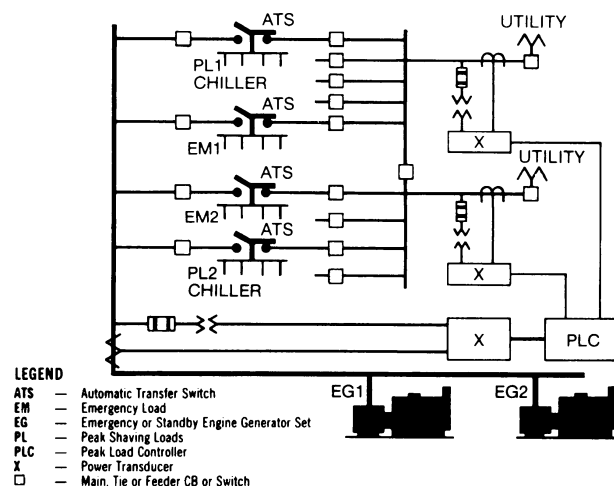 ATS
UTILITY
PL1
CHILLER
ATS
X
EM1
UTILITY
ATS
EM2
ATS
PL2
CHILLER
X
X
PLC
EG1
EG2
LEGEND
ATS — Automatic Transfer Switch
EM — Emergency Load
EG — Emergency or Standby Engine Generator Set
PL — Peak Shaving Loads
PLC — Peak Load Controller
X — Power Transducer
□ — Main, Tie or Feeder CB or Switch